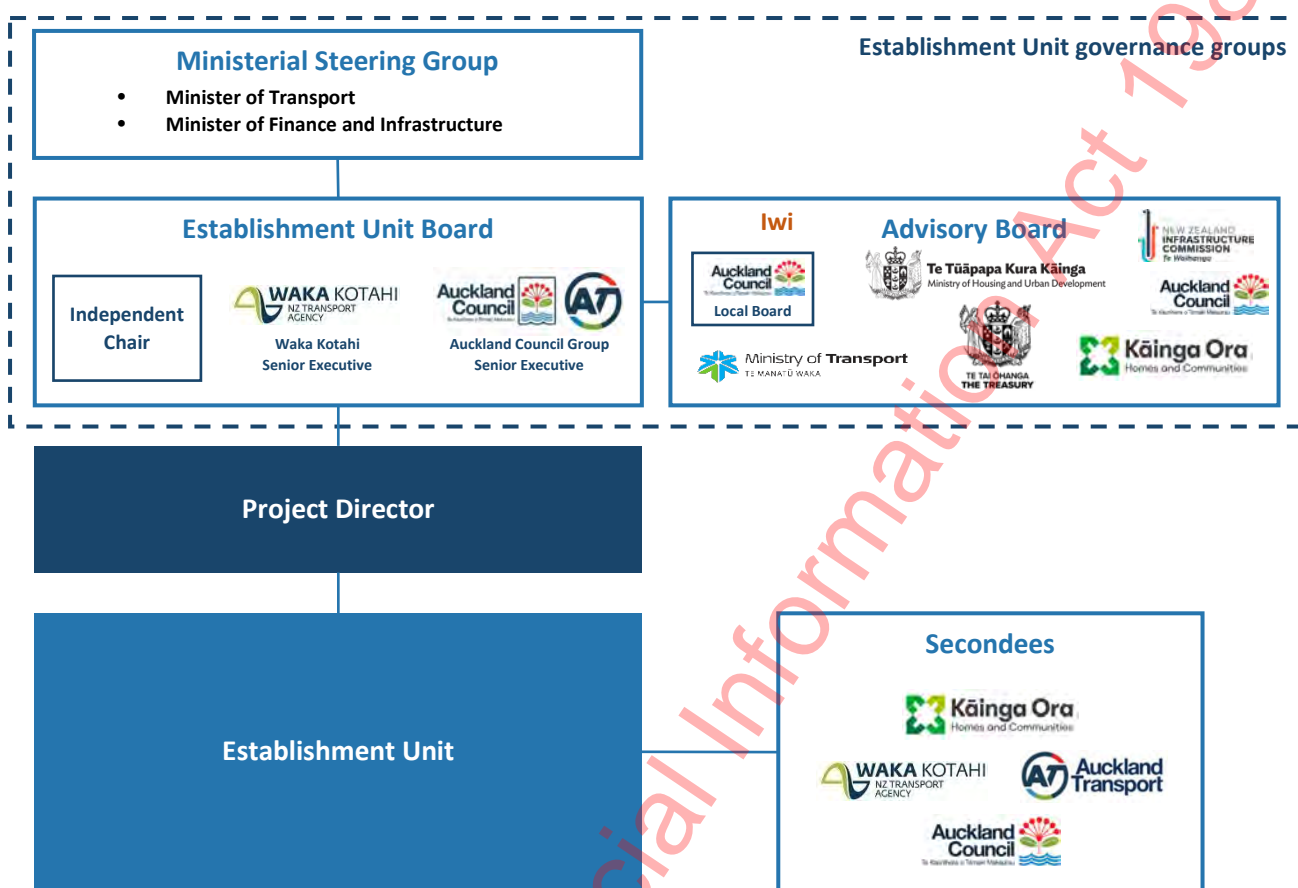 Establishment Unit governance groups
Ministerial Steering Group
• Minister of Transport
• Minister of Finance and Infrastructure
Establishment Unit Board
Independent
Chair
WAKA KOTAHI
NZ TRANSPORT
AGENCY
Waka Kotahi
Senior Executive
Auckland
Council
AT
Auckland Council Group
Senior Executive
Iwi
Advisory Board
Auckland
Council
Local Board
Te Tūāpapa Kura Kāinga
Ministry of Housing and Urban Development
NEW ZEALAND
INFRASTRUCTURE
COMMISSION
Te Waihanga
Auckland
Council
Ministry of Transport
TE MANATŪ WAKA
TE TAI ŌHANGA
THE TREASURY
Kāinga Ora
Homes and Communities
Project Director
Establishment Unit
Secondees
Kāinga Ora
Homes and Communities
WAKA KOTAHI
NZ TRANSPORT
AGENCY
AT Auckland
Transport
Auckland
Council
cial Information Act 198